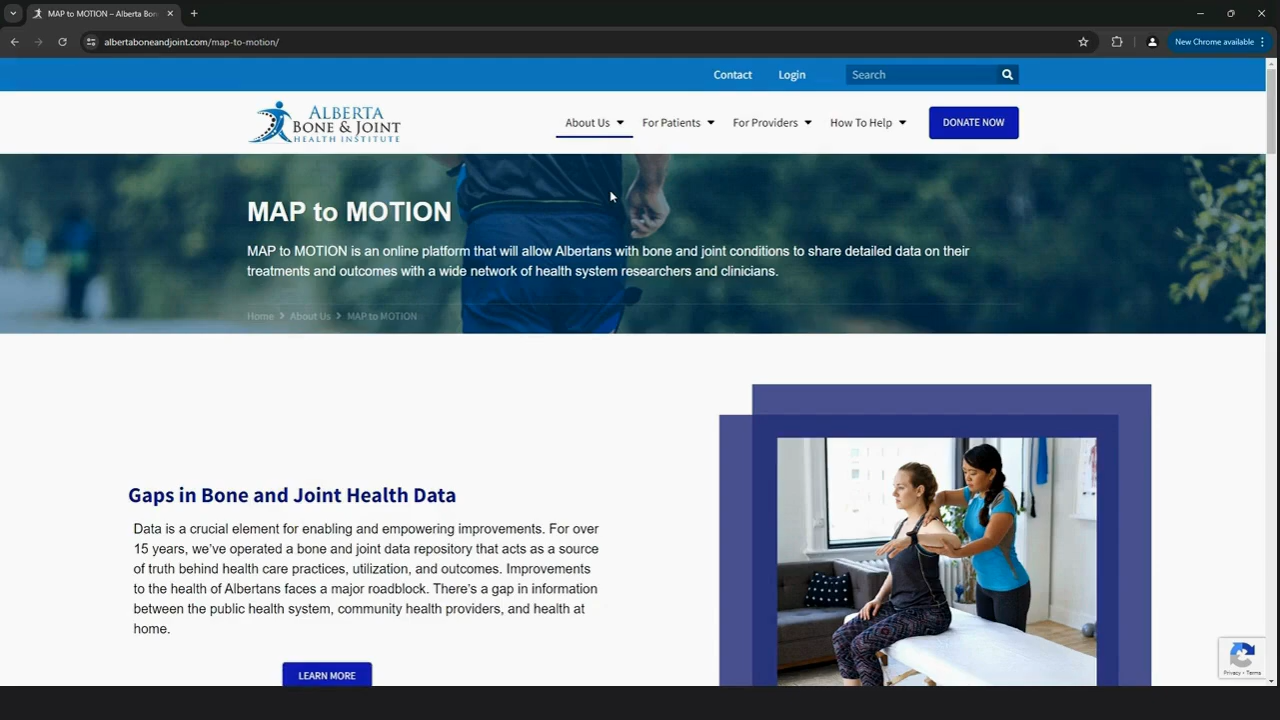 MAP to MOTION – Alberta Bon
albertaboneandjoint.com/map-to-motion/
New Chrome available
Contact
Login
Search
ALBERTA
BONE & JOINT
HEALTH INSTITUTE
About Us
For Patients
For Providers
How To Help
DONATE NOW
MAP to MOTION
MAP to MOTION is an online platform that will allow Albertans with bone and joint conditions to share detailed data on their
treatments and outcomes with a wide network of health system researchers and clinicians.
Home > About Us > MAP to MOTION
Gaps in Bone and Joint Health Data
Data is a crucial element for enabling and empowering improvements. For over
15 years, we've operated a bone and joint data repository that acts as a source
of truth behind health care practices, utilization, and outcomes. Improvements
to the health of Albertans faces a major roadblock. There's a gap in information
between the public health system, community health providers, and health at
home.
LEARN MORE
Privacy - Terms